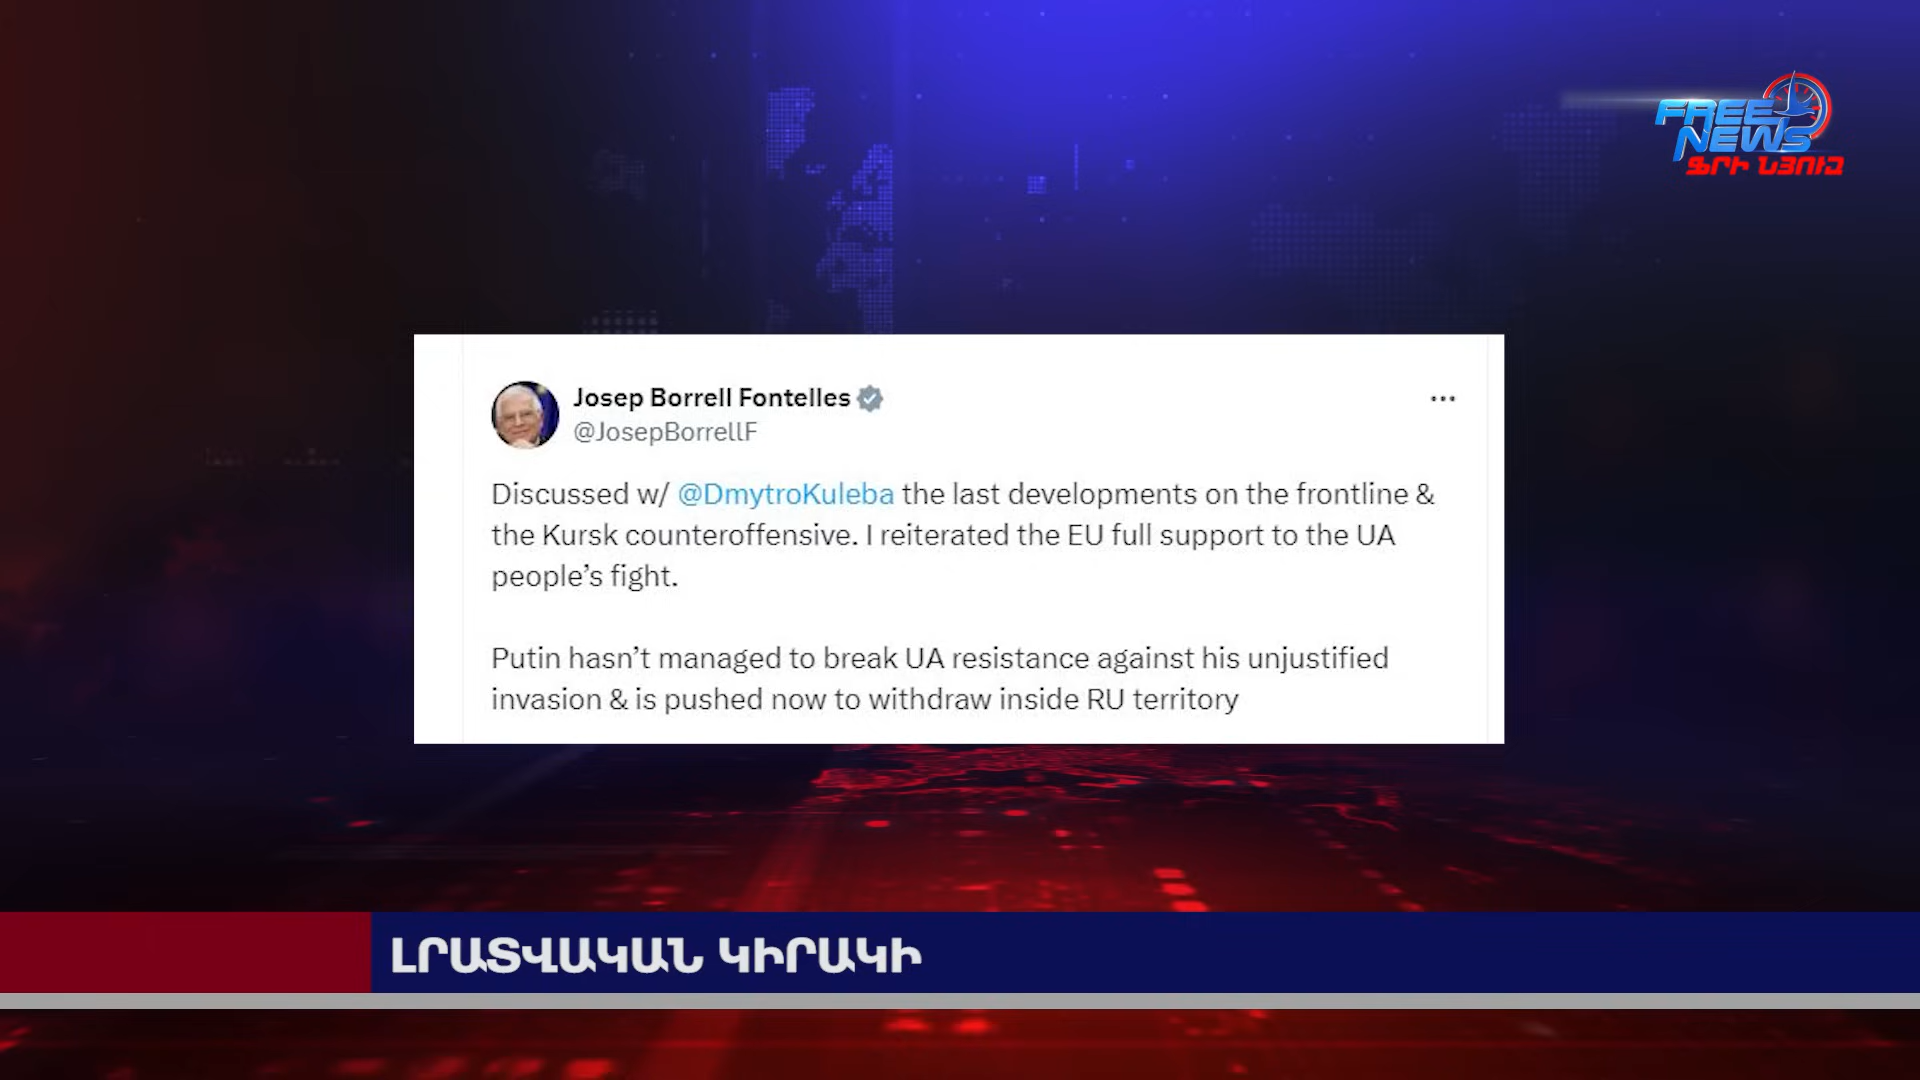 FREE
NEWS
ՖՐԻ ՆՅՈՒԶ
Josep Borrell Fontelles
@JosepBorrellF
Discussed w/ @DmytroKuleba the last developments on the frontline &
the Kursk counteroffensive. I reiterated the EU full support to the UA
people’s fight.
Putin hasn’t managed to break UA resistance against his unjustified
invasion & is pushed now to withdraw inside RU territory
ԼՐԱՏՎԱԿԱՆ ԿԻՐԱԿԻ